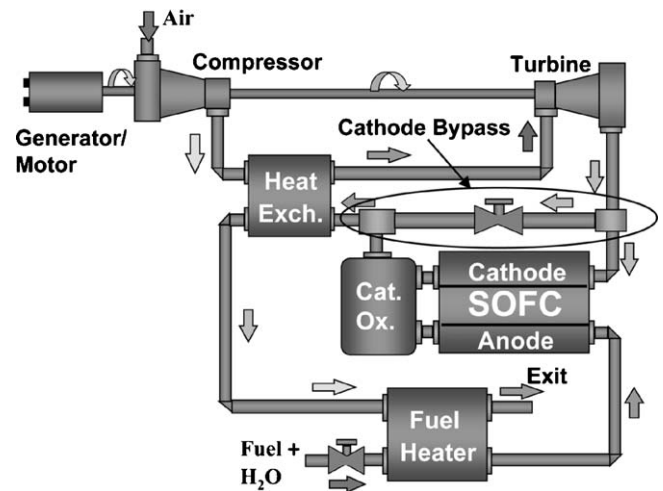 Air
Compressor
Turbine
Generator/
Motor
Cathode Bypass
Heat
Exch.
Cat.
Ox.
Cathode
SOFC
Anode
Exit
Fuel
Heater
Fuel +
H₂O